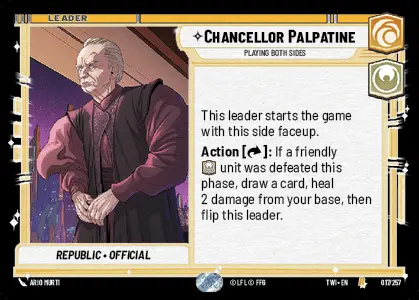 LEADER
CHANCELLOR PALPATINE
PLAYING BOTH SIDES
This leader starts the game
with this side faceup.
Action [ ]: If a friendly
unit was defeated this
phase, draw a card, heal
2 damage from your base, then
flip this leader.
REPUBLIC • OFFICIAL
ARIO MURTI
© LFL © FFG
TWI • EN
017/257